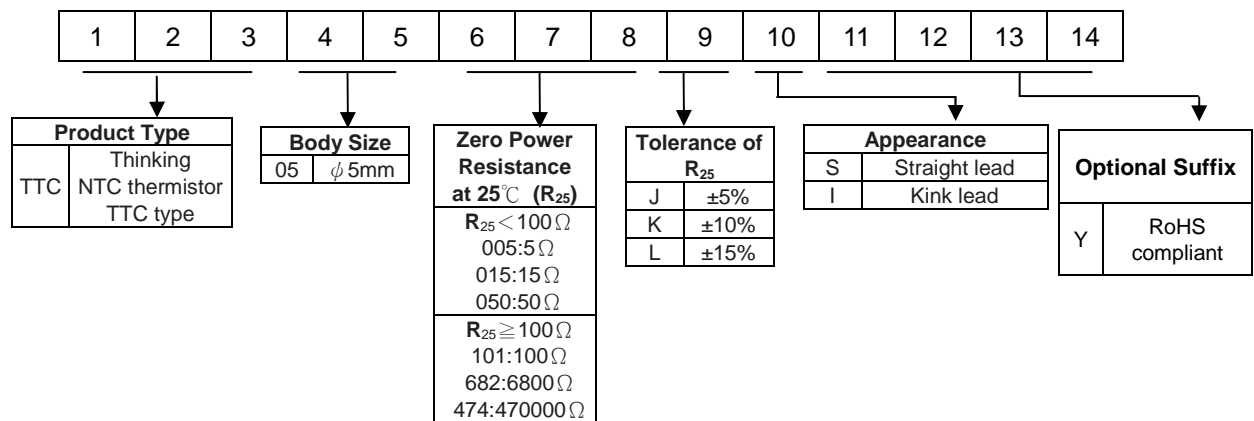 1 2 3 4 5 6 7 8 9 10 11 12 13 14
Product Type
TTC
Thinking
NTC thermistor
TTC type
Body Size
05 ϕ5mm
Zero Power
Resistance
at 25℃ (R₂₅)
R₂₅<100Ω
005:5Ω
015:15Ω
050:50Ω
R₂₅≧100Ω
101:100Ω
682:6800Ω
474:470000Ω
Tolerance of
R₂₅
J ±5%
K ±10%
L ±15%
Appearance
S Straight lead
I Kink lead
Optional Suffix
Y
RoHS
compliant